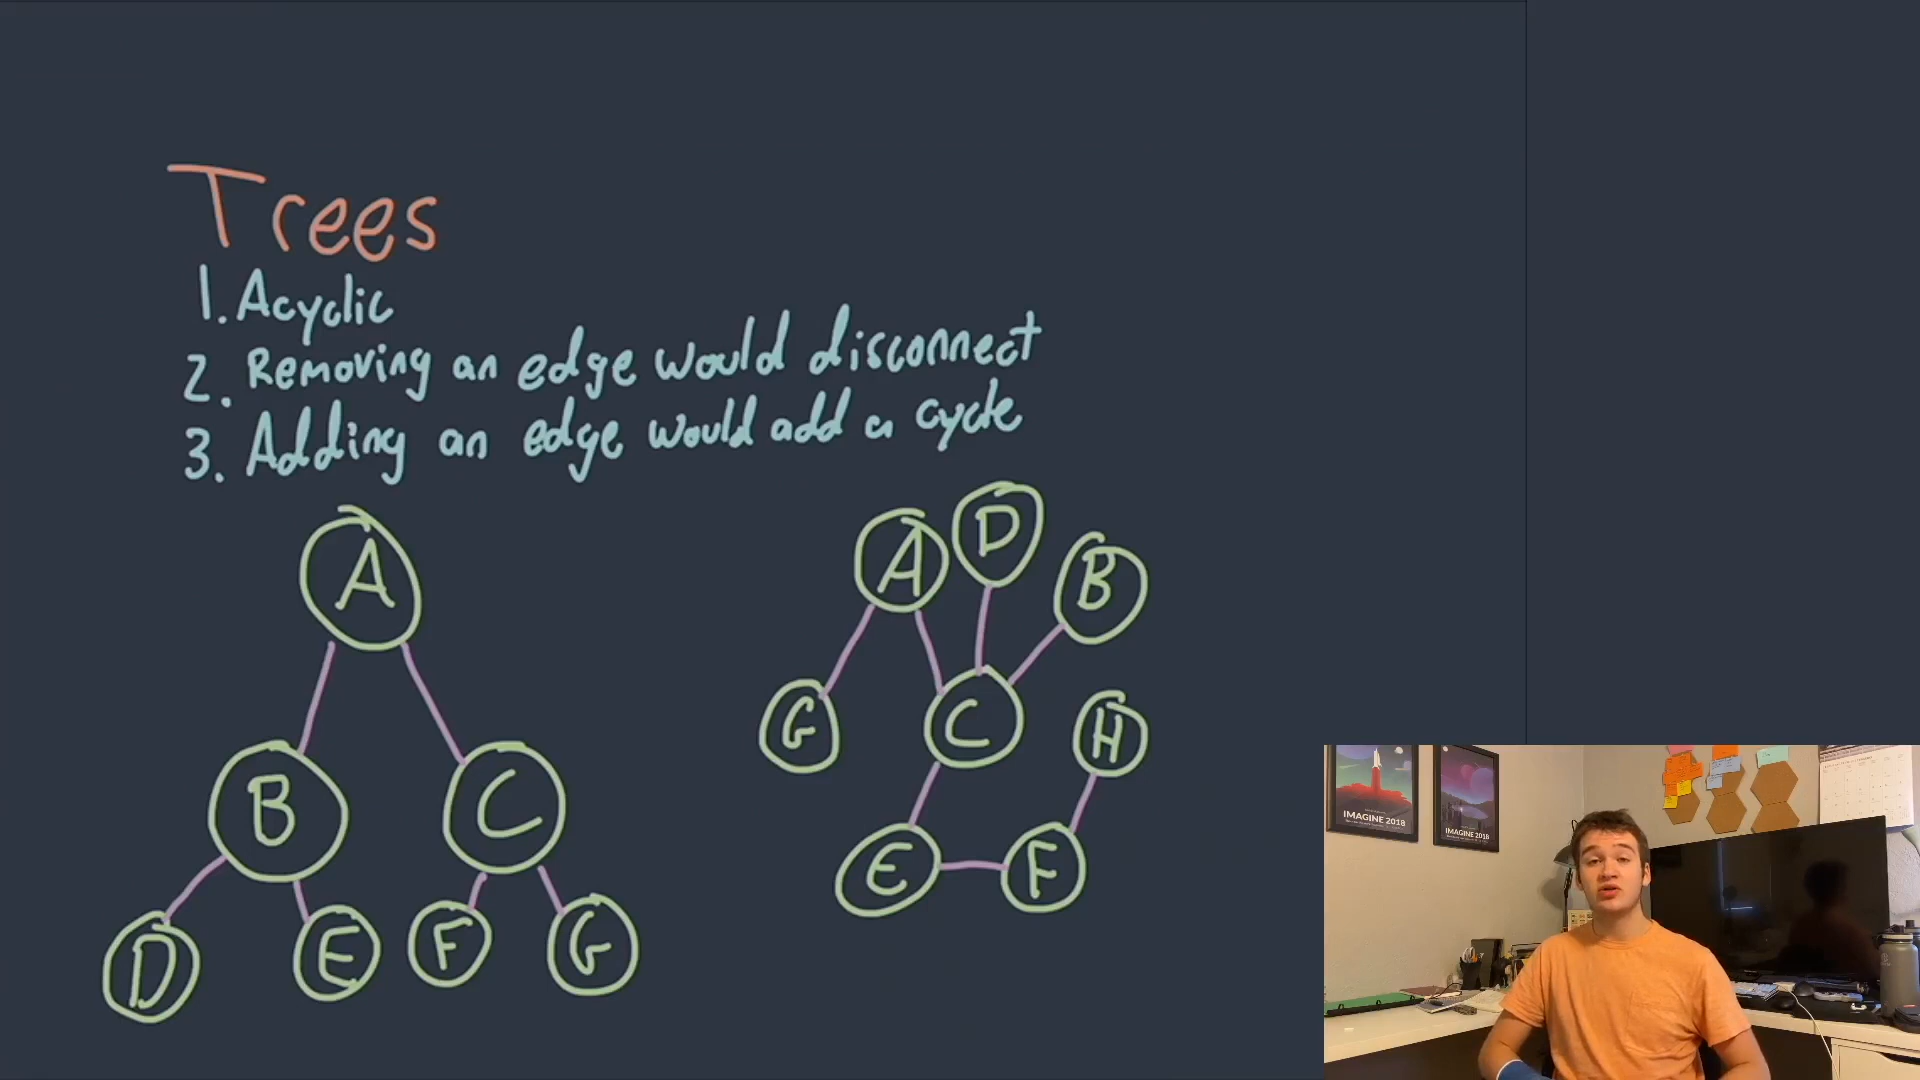 Trees
1. Acyclic
2. Removing an edge would disconnect
3. Adding an edge would add a cycle
A
B
C
D
E
F
G
A
D
B
G
C
H
E
F
IMAGINE 2018
IMAGINE 2018